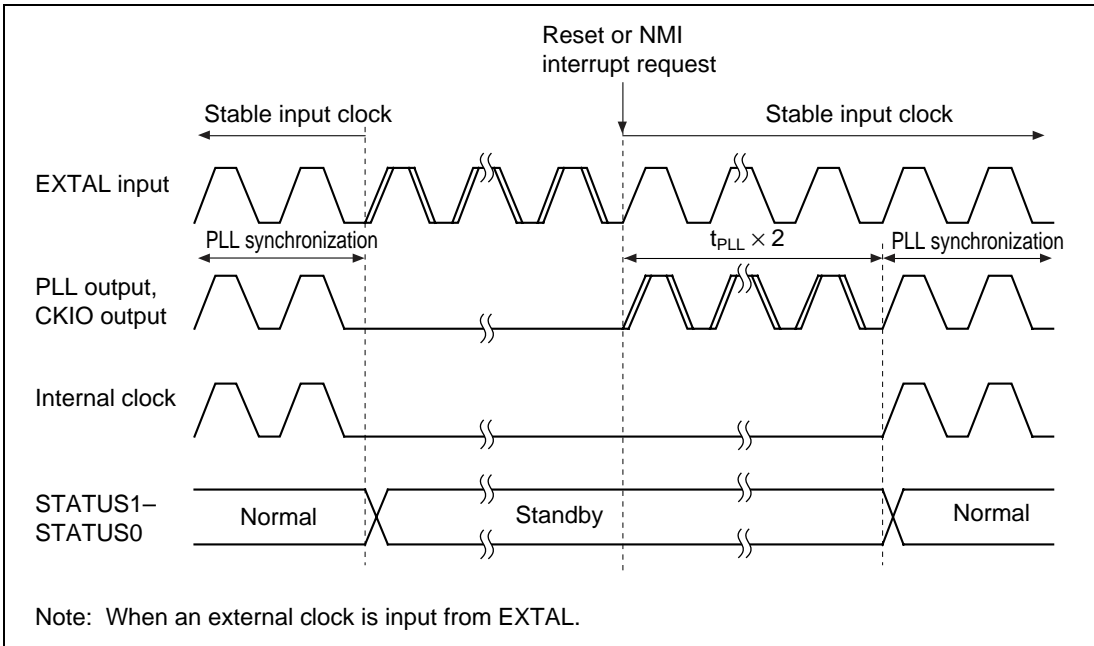 Reset or NMI
interrupt request
Stable input clock
Stable input clock
EXTAL input
PLL synchronization
tPLL × 2
PLL synchronization
PLL output,
CKIO output
Internal clock
STATUS1–
STATUS0
Normal
Standby
Normal
Note: When an external clock is input from EXTAL.